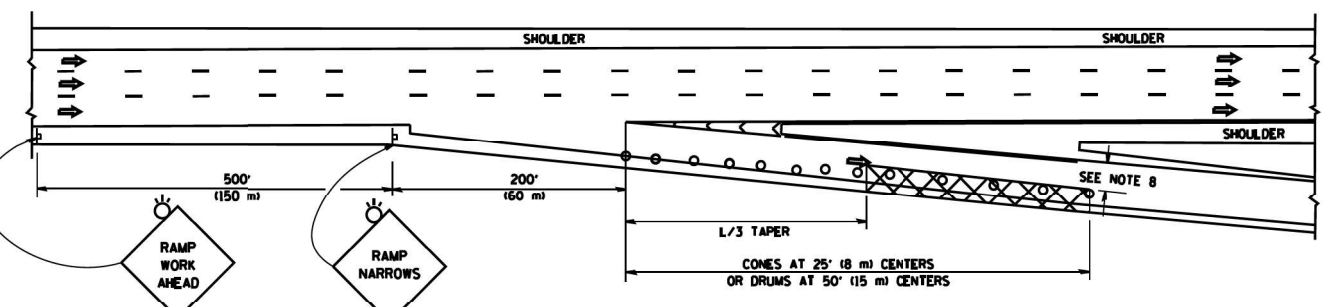 SHOULDER
SHOULDER
SHOULDER
SEE NOTE 8
500'
(150 m)
200'
(60 m)
L/3 TAPER
CONES AT 25' (8 m) CENTERS
OR DRUMS AT 50' (15 m) CENTERS
RAMP
WORK
AHEAD
RAMP
NARROWS